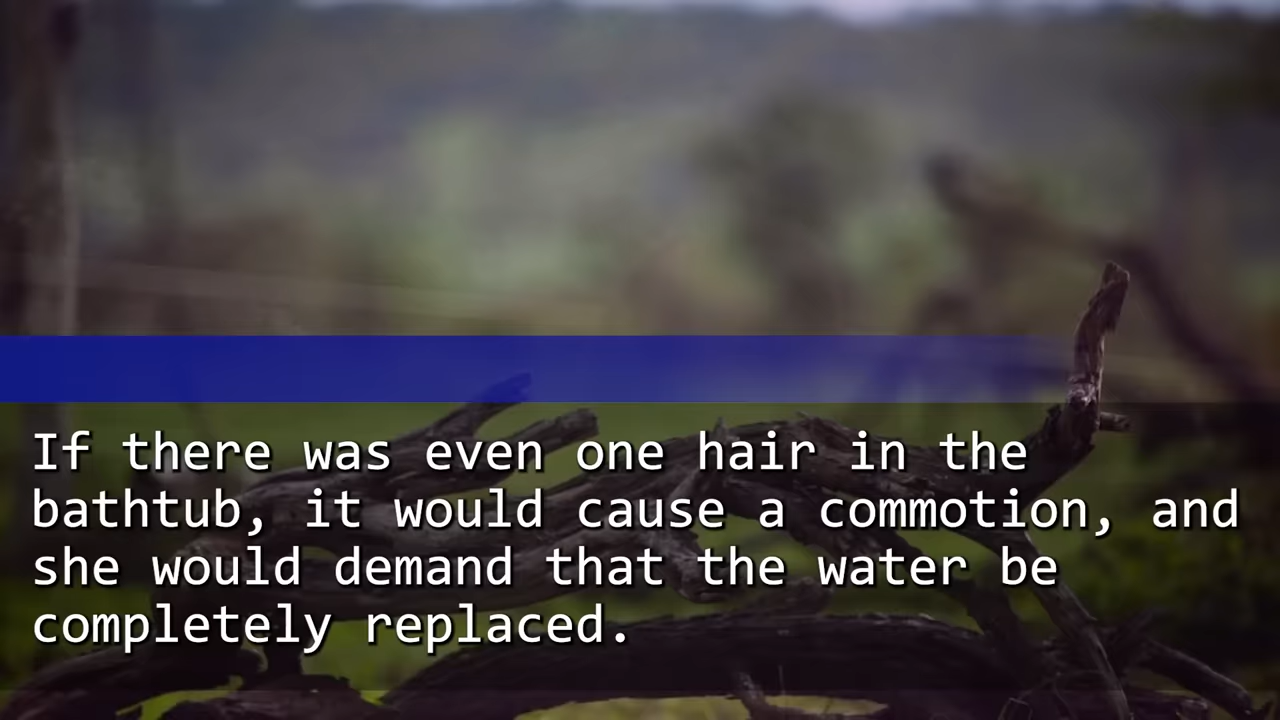 If there was even one hair in the
bathtub, it would cause a commotion, and
she would demand that the water be
completely replaced.